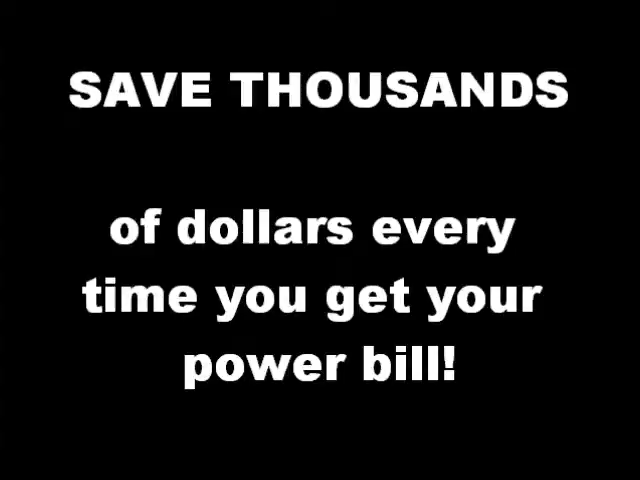 SAVE THOUSANDS
of dollars every
time you get your
power bill!